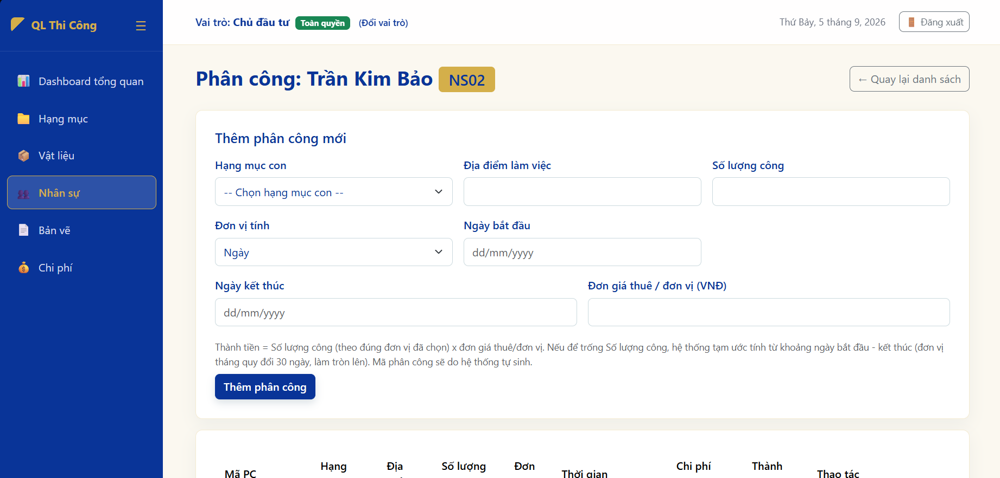 QL Thi Công
☰
Vai trò: Chủ đầu tư Toàn quyền (Đổi vai trò)
Thứ Bảy, 5 tháng 9, 2026
Đăng xuất
Dashboard tổng quan
Hạng mục
Vật liệu
Nhân sự
Bản vẽ
Chi phí
Phân công: Trần Kim Bảo NS02
← Quay lại danh sách
Thêm phân công mới
Hạng mục con
Địa điểm làm việc
Số lượng công
-- Chọn hạng mục con --
Đơn vị tính
Ngày bắt đầu
Ngày
dd/mm/yyyy
Ngày kết thúc
Đơn giá thuê / đơn vị (VNĐ)
dd/mm/yyyy
Thành tiền = Số lượng công (theo đúng đơn vị đã chọn) x đơn giá thuê/đơn vị. Nếu để trống Số lượng công, hệ thống tạm ước tính từ khoảng ngày bắt đầu - kết thúc (đơn vị
tháng quy đổi 30 ngày, làm tròn lên). Mã phân công sẽ do hệ thống tự sinh.
Thêm phân công
Mã PC
Hạng
Địa
Số lượng
Đơn
Thời gian
Chi phí
Thành
Thao tác